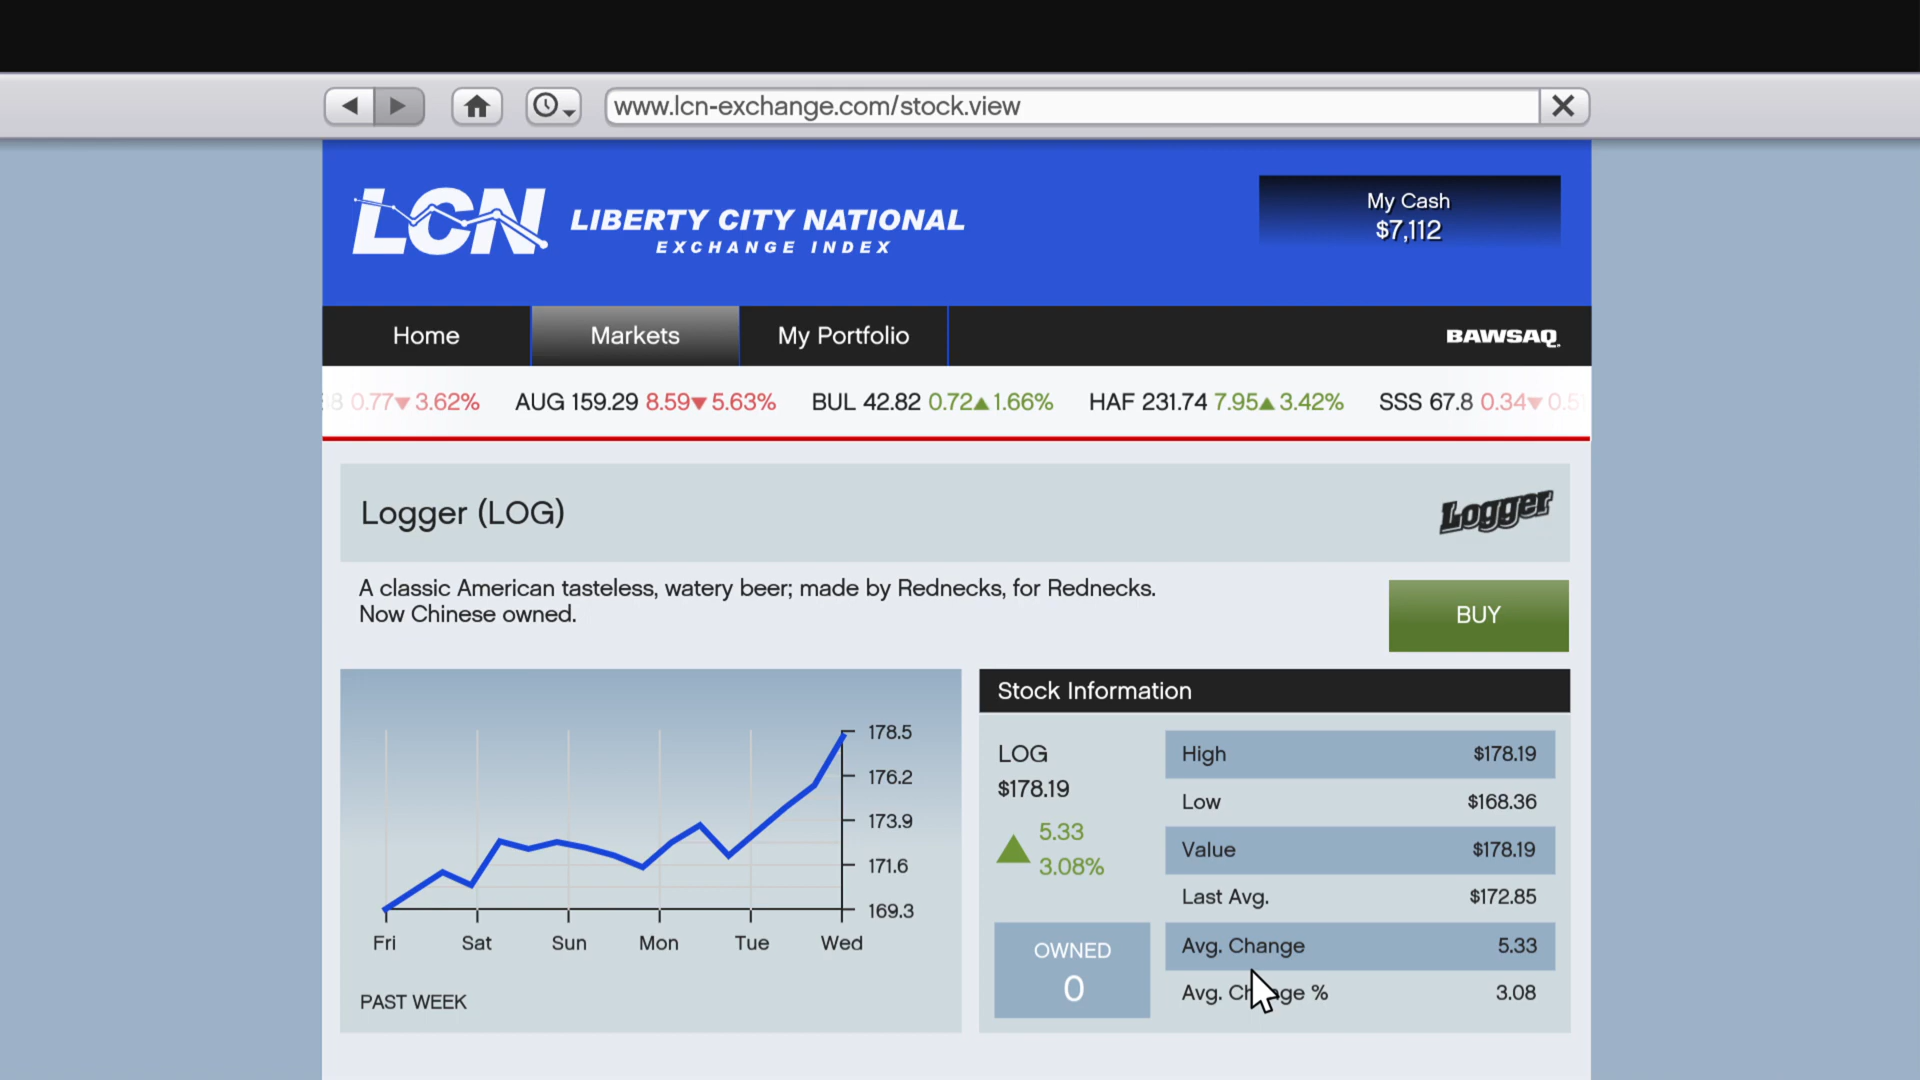 www.lcn-exchange.com/stock.view
LCN
LIBERTY CITY NATIONAL
EXCHANGE INDEX
My Cash
$7,112
Home
Markets
My Portfolio
BAWSAQ.
8 0.77▼3.62% AUG 159.29 8.59▼5.63% BUL 42.82 0.72▲1.66% HAF 231.74 7.95▲3.42% SSS 67.8 0.34▼
Logger (LOG)
Logger
A classic American tasteless, watery beer; made by Rednecks, for Rednecks.
Now Chinese owned.
BUY
178.5
176.2
173.9
171.6
169.3
Fri Sat Sun Mon Tue Wed
PAST WEEK
Stock Information
LOG
$178.19
5.33
3.08%
OWNED
0
High $178.19
Low $168.36
Value $178.19
Last Avg. $172.85
Avg. Change 5.33
Avg. Change % 3.08